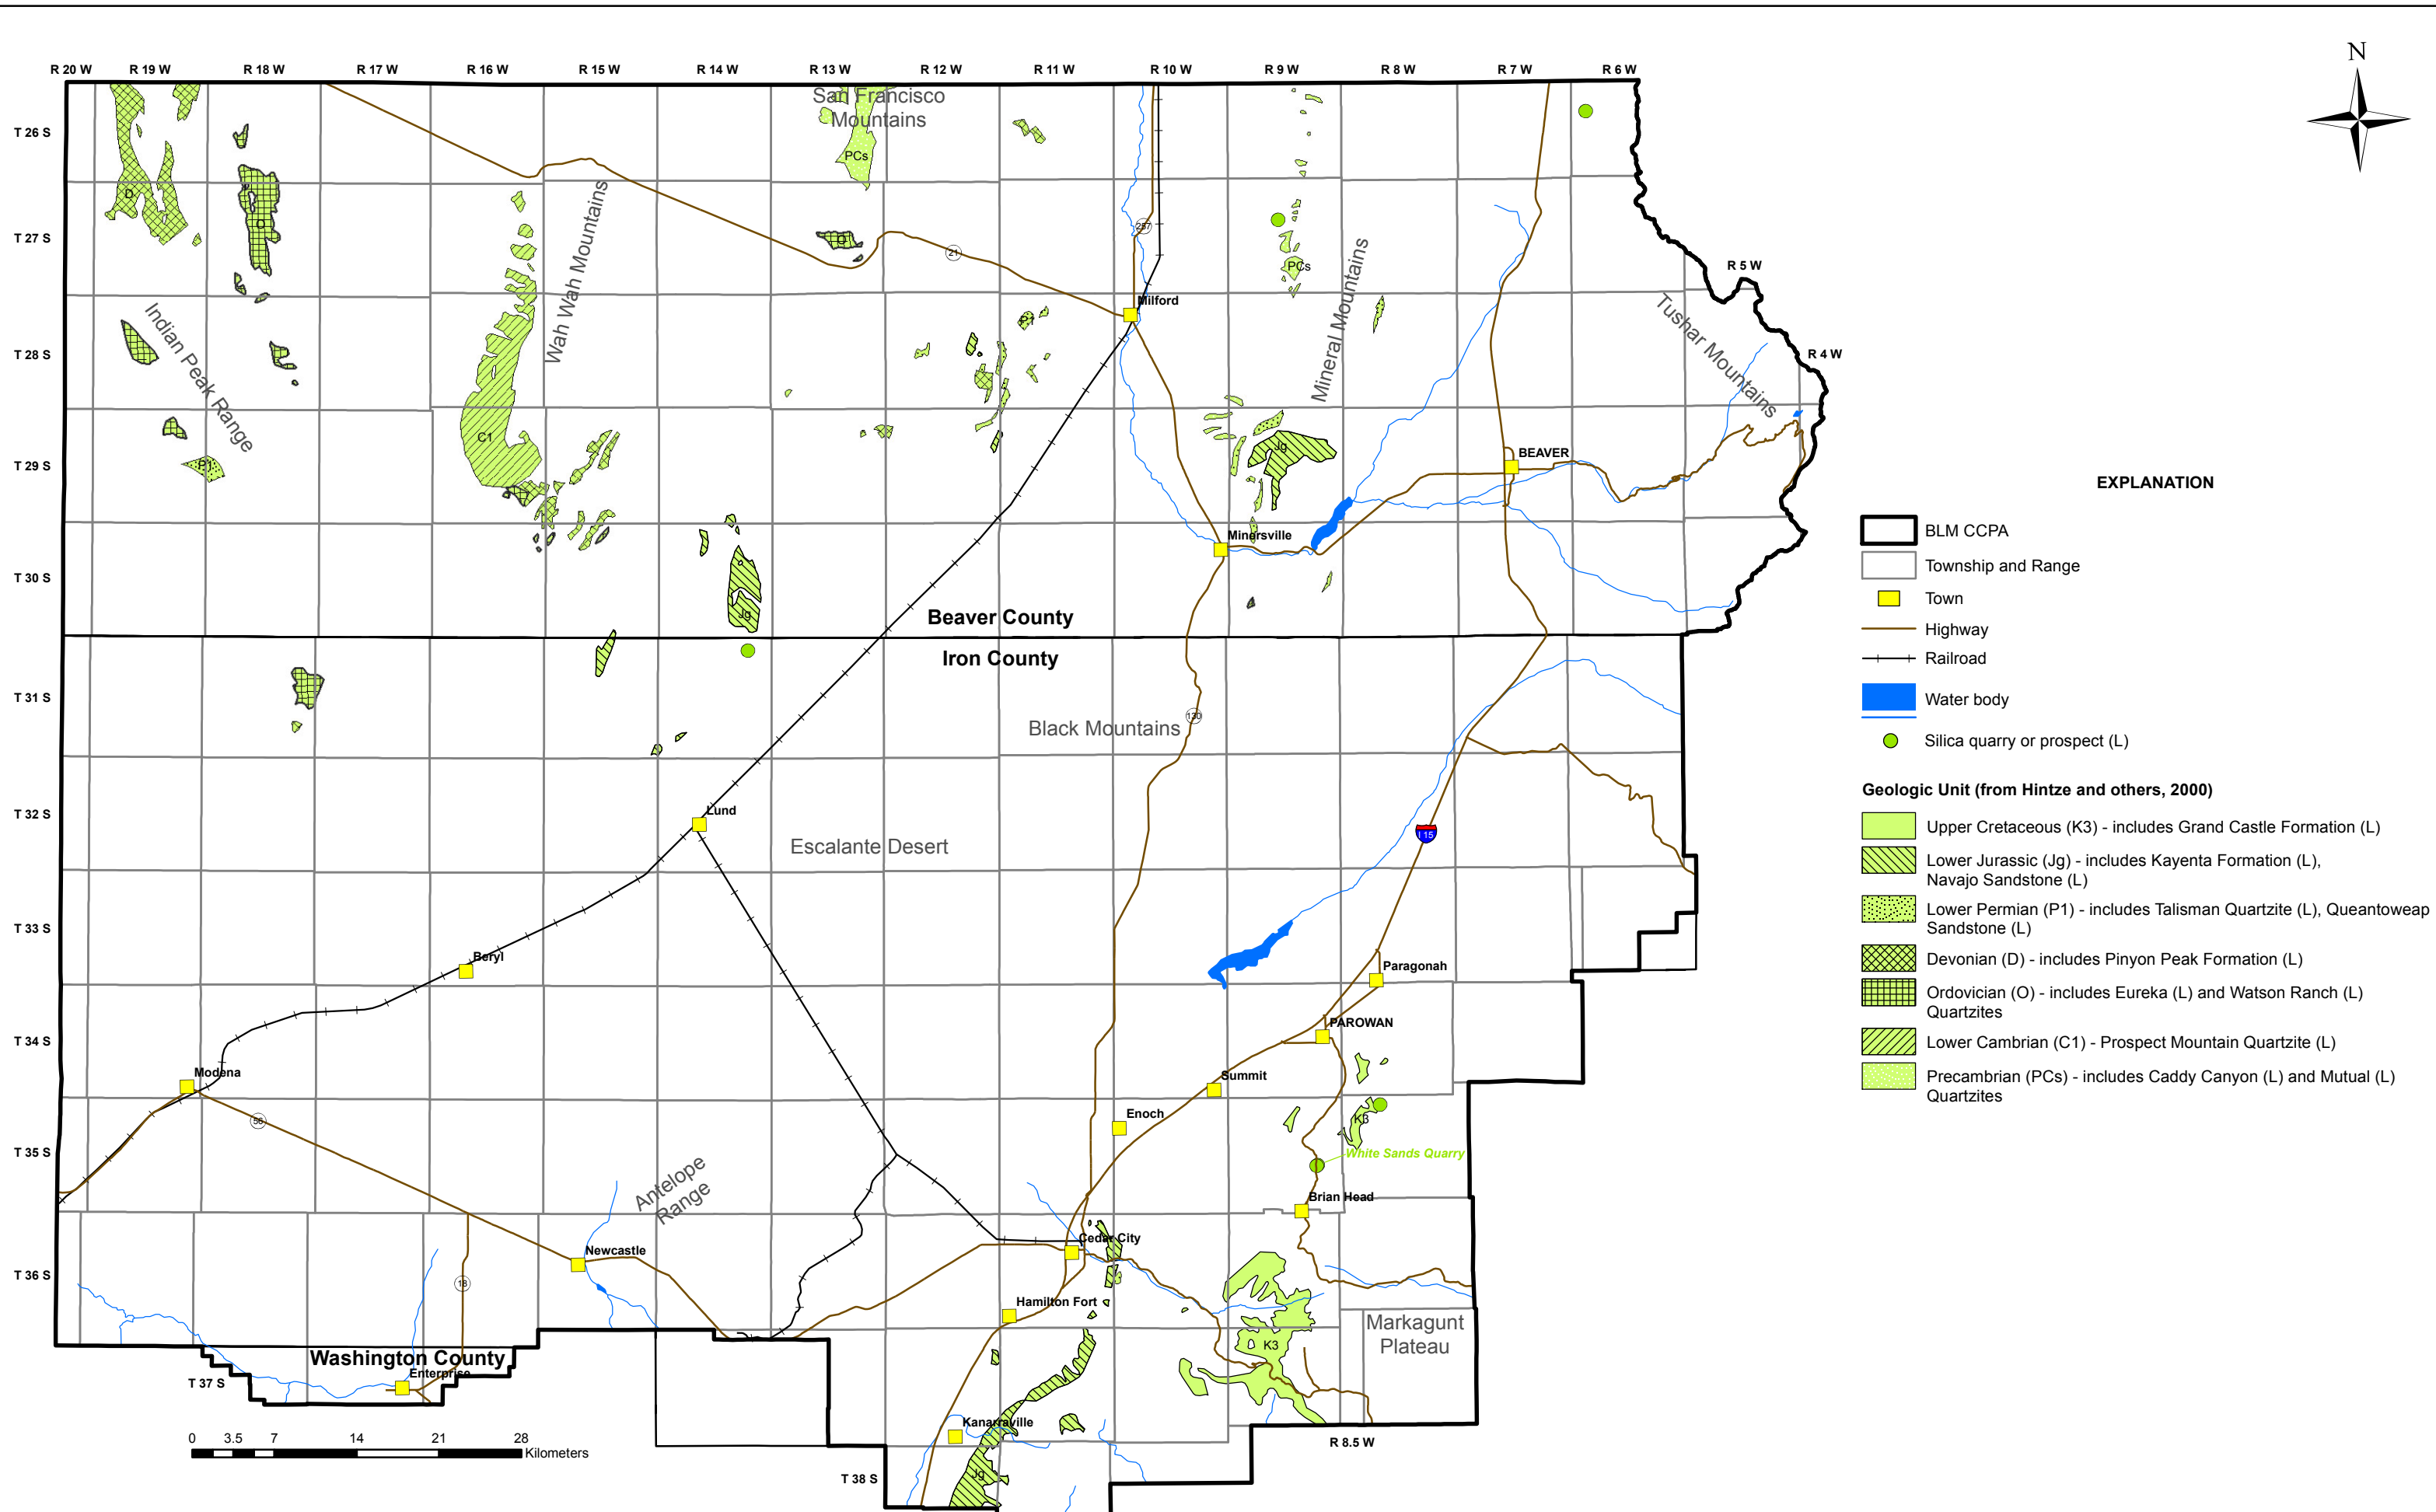 N
R 20 W R 19 W R 18 W R 17 W R 16 W R 15 W R 14 W R 13 W R 12 W R 11 W R 10 W R 9 W R 8 W R 7 W R 6 W
San Francisco
Mountains
T 26 S
PCs
D
O
T 27 S
O
21
257
PCs
R 5 W
Wah Wah Mountains
Mineral Mountains
Tushar Mountains
Indian Peak Range
Milford
P1
T 28 S
R 4 W
C1
Jg
T 29 S
P1
BEAVER
Minersville
T 30 S
Jg
Beaver County
Iron County
T 31 S
130
Black Mountains
T 32 S
Lund
Escalante Desert
I 15
T 33 S
Beryl
Paragonah
PAROWAN
T 34 S
Modena
Summit
56
Enoch
K3
T 35 S
White Sands Quarry
Antelope
Range
Brian Head
Newcastle
Cedar City
T 36 S
18
Hamilton Fort
Markagunt
Plateau
K3
Washington County
Enterprise
T 37 S
Kanarraville
R 8.5 W
Jg
T 38 S
0 3.5 7 14 21 28
Kilometers
EXPLANATION
BLM CCPA
Township and Range
Town
Highway
Railroad
Water body
Silica quarry or prospect (L)
Geologic Unit (from Hintze and others, 2000)
Upper Cretaceous (K3) - includes Grand Castle Formation (L)
Lower Jurassic (Jg) - includes Kayenta Formation (L),
Navajo Sandstone (L)
Lower Permian (P1) - includes Talisman Quartzite (L), Queantoweap
Sandstone (L)
Devonian (D) - includes Pinyon Peak Formation (L)
Ordovician (O) - includes Eureka (L) and Watson Ranch (L)
Quartzites
Lower Cambrian (C1) - Prospect Mountain Quartzite (L)
Precambrian (PCs) - includes Caddy Canyon (L) and Mutual (L)
Quartzites